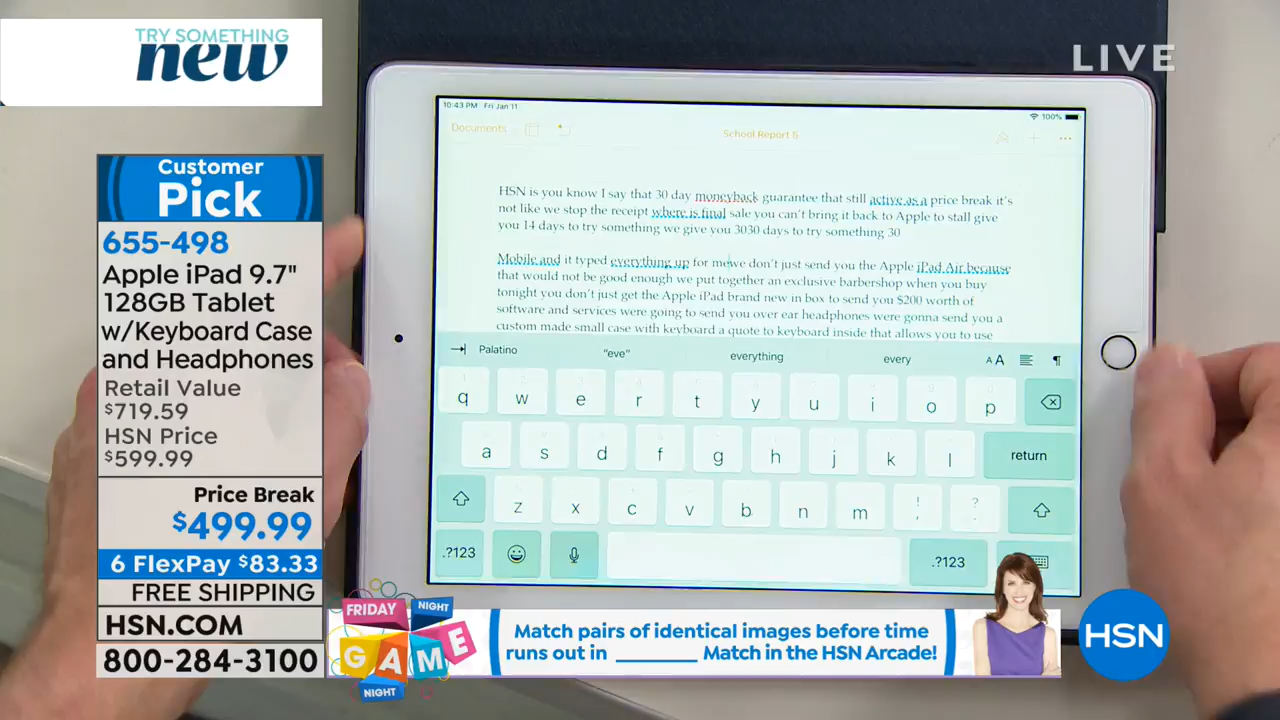 TRY SOMETHING
new
LIVE
Customer
Pick
655-498
Apple iPad 9.7"
128GB Tablet
w/Keyboard Case
and Headphones
Retail Value
$719.59
HSN Price
$599.99
Price Break
$499.99
6 FlexPay $83.33
FREE SHIPPING
HSN.COM
800-284-3100
10:43 PM Fri Jan 11
100%
Documents
School Report 5
HSN is you know I say that 30 day moneyback guarantee that still active as a price break it's
not like we stop the receipt where is final sale you can't bring it back to Apple to stall give
you 14 days to try something we give you 3030 days to try something 30
Mobile and it typed everything up for mewe don't just send you the Apple iPad Air because
that would not be good enough we put together an exclusive barbershop when you buy
tonight you don't just get the Apple iPad brand new in box to send you $200 worth of
software and services were going to send you over ear headphones were gonna send you a
custom made small case with keyboard a quote to keyboard inside that allows you to use
Palatino
"eve"
everything
every
A A
q w e r t y u i o p
a s d f g h j k l return
z x c v b n m ! ?
.?123
.?123
FRIDAY
NIGHT
GAME
NIGHT
Match pairs of identical images before time
runs out in ________ Match in the HSN Arcade!
HSN